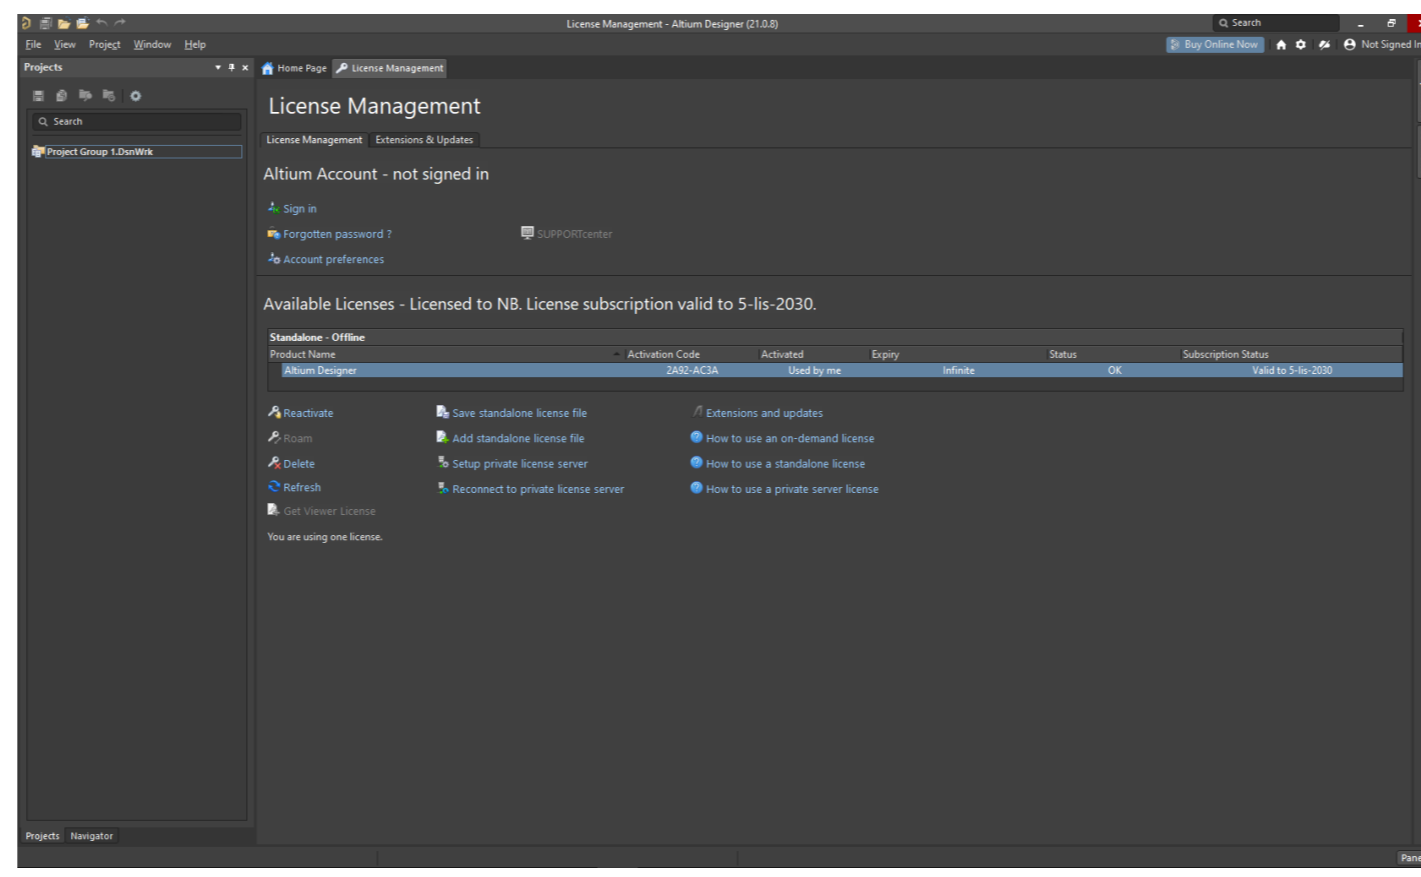 License Management - Altium Designer (21.0.8)
Search
File View Project Window Help
Buy Online Now
Not Signed In
Projects
Home Page
License Management
Search
Project Group 1.DsnWrk
License Management
License Management
Extensions & Updates
Altium Account - not signed in
Sign in
Forgotten password ?
SUPPORTcenter
Account preferences
Available Licenses - Licensed to NB. License subscription valid to 5-lis-2030.
Standalone - Offline
Product Name Activation Code Activated Expiry Status Subscription Status
Altium Designer 2A92-AC3A Used by me Infinite OK Valid to 5-lis-2030
Reactivate Save standalone license file Extensions and updates
Roam Add standalone license file How to use an on-demand license
Delete Setup private license server How to use a standalone license
Refresh Reconnect to private license server How to use a private server license
Get Viewer License
You are using one license.
Projects Navigator
Pane